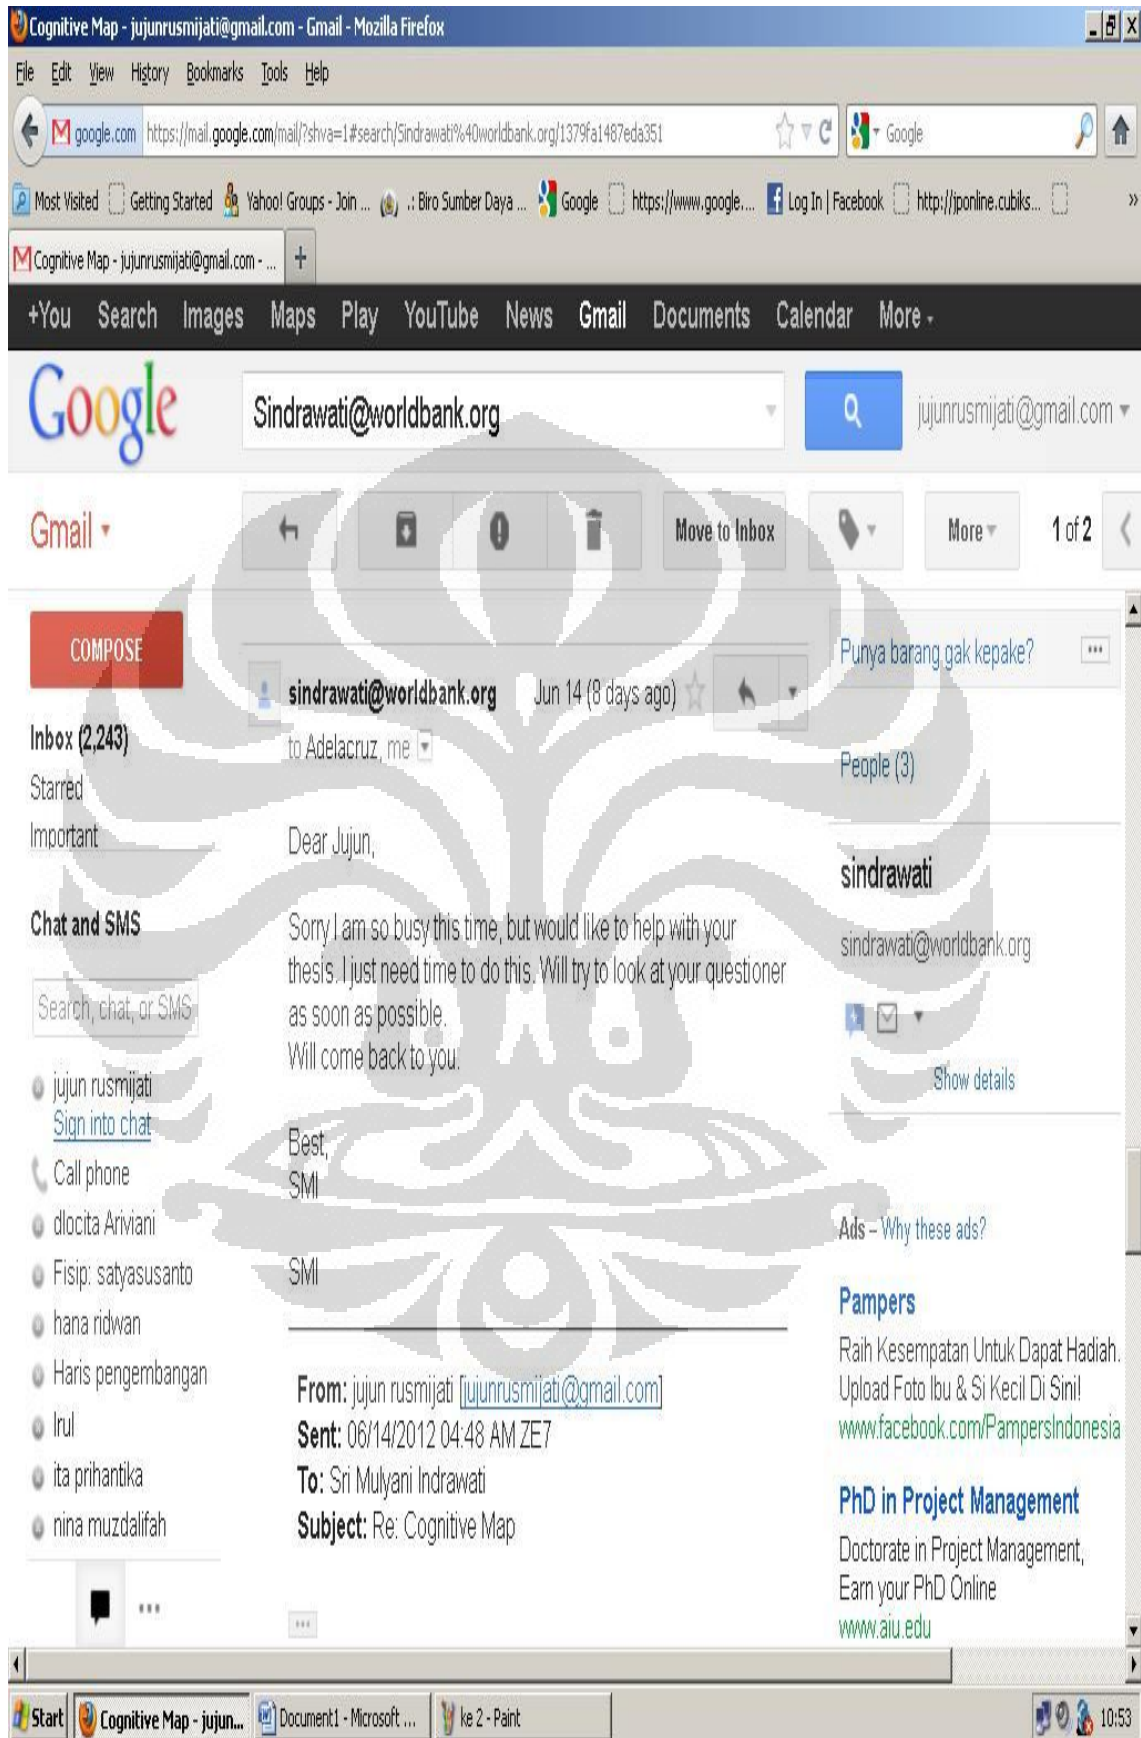 Cognitive Map - jujunrusmijati@gmail.com - Gmail - Mozilla Firefox
File Edit View History Bookmarks Tools Help
google.com https://mail.google.com/mail/?shva=1#search/Sindrawati%40worldbank.org/1379fa1487eda351 Google
Most Visited Getting Started Yahoo! Groups - Join ... .: Biro Sumber Daya ... Google https://www.google.... Log In | Facebook http://jponline.cubiks... »
Cognitive Map - jujunrusmijati@gmail.com - ... +
+You Search Images Maps Play YouTube News Gmail Documents Calendar More
Google Sindrawati@worldbank.org jujunrusmijati@gmail.com
Gmail Move to Inbox More 1 of 2
COMPOSE
Inbox (2,243)
Starred
Important
Chat and SMS
Search, chat, or SMS
jujun rusmijati
Sign into chat
Call phone
dlocita Ariviani
Fisip: satyasusanto
hana ridwan
Haris pengembangan
Irul
ita prihantika
nina muzdalifah
...
sindrawati@worldbank.org Jun 14 (8 days ago)
to Adelacruz, me
Dear Jujun,
Sorry I am so busy this time, but would like to help with your
thesis. I just need time to do this. Will try to look at your questioner
as soon as possible.
Will come back to you.
Best,
SMI
SMI
From: jujun rusmijati [jujunrusmijati@gmail.com]
Sent: 06/14/2012 04:48 AM ZE7
To: Sri Mulyani Indrawati
Subject: Re: Cognitive Map
...
Punya barang gak kepake? ...
People (3)
sindrawati
sindrawati@worldbank.org
Show details
Ads – Why these ads?
Pampers
Raih Kesempatan Untuk Dapat Hadiah.
Upload Foto Ibu & Si Kecil Di Sini!
www.facebook.com/PampersIndonesia
PhD in Project Management
Doctorate in Project Management,
Earn your PhD Online
www.aiu.edu
Start Cognitive Map - jujun... Document1 - Microsoft ... ke 2 - Paint 10:53